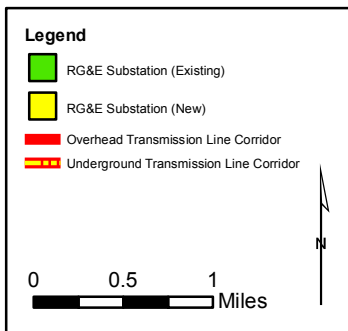 Legend
RG&E Substation (Existing)
RG&E Substation (New)
Overhead Transmission Line Corridor
Underground Transmission Line Corridor
N
0 0.5 1
Miles